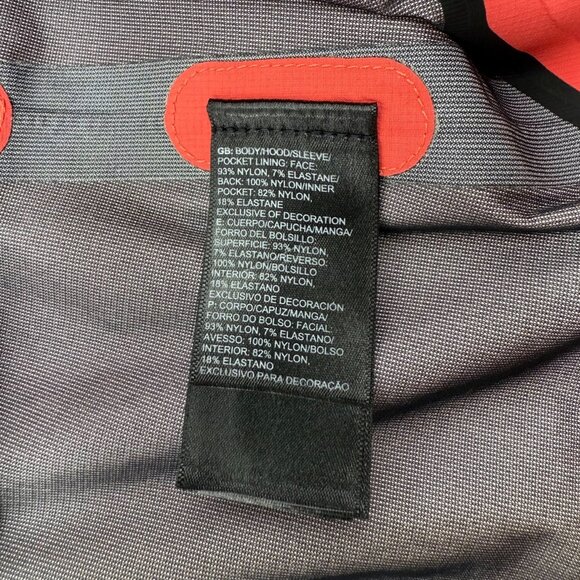 GB: BODY/HOOD/SLEEVE/
POCKET LINING: FACE:
93% NYLON, 7% ELASTANE/
BACK: 100% NYLON/INNER
POCKET: 82% NYLON,
18% ELASTANE
EXCLUSIVE OF DECORATION
E: CUERPO/CAPUCHA/MANGA/
FORRO DEL BOLSILLO:
SUPERFICIE: 93% NYLON,
7% ELASTANO/REVERSO:
100% NYLON/BOLSILLO
INTERIOR: 82% NYLON,
18% ELASTANO
EXCLUSIVO DE DECORACIÓN
P: CORPO/CAPUZ/MANGA/
FORRO DO BOLSO: FACIAL:
93% NYLON, 7% ELASTANO/
AVESSO: 100% NYLON/BOLSO
INTERIOR: 82% NYLON,
18% ELASTANO
EXCLUSIVO PARA DECORAÇÃO